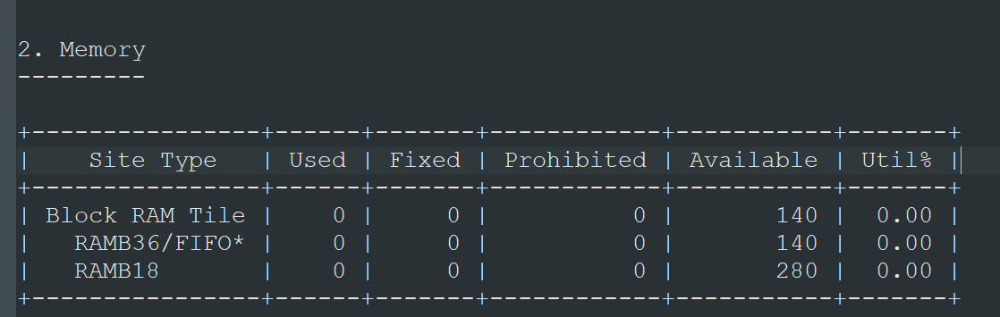 2. Memory
---------
+----------------+------+-------+------------+-----------+-------+
|    Site Type   | Used | Fixed | Prohibited | Available | Util% |
+----------------+------+-------+------------+-----------+-------+
| Block RAM Tile |    0 |     0 |          0 |       140 |  0.00 |
|   RAMB36/FIFO* |    0 |     0 |          0 |       140 |  0.00 |
|   RAMB18       |    0 |     0 |          0 |       280 |  0.00 |
+----------------+------+-------+------------+-----------+-------+